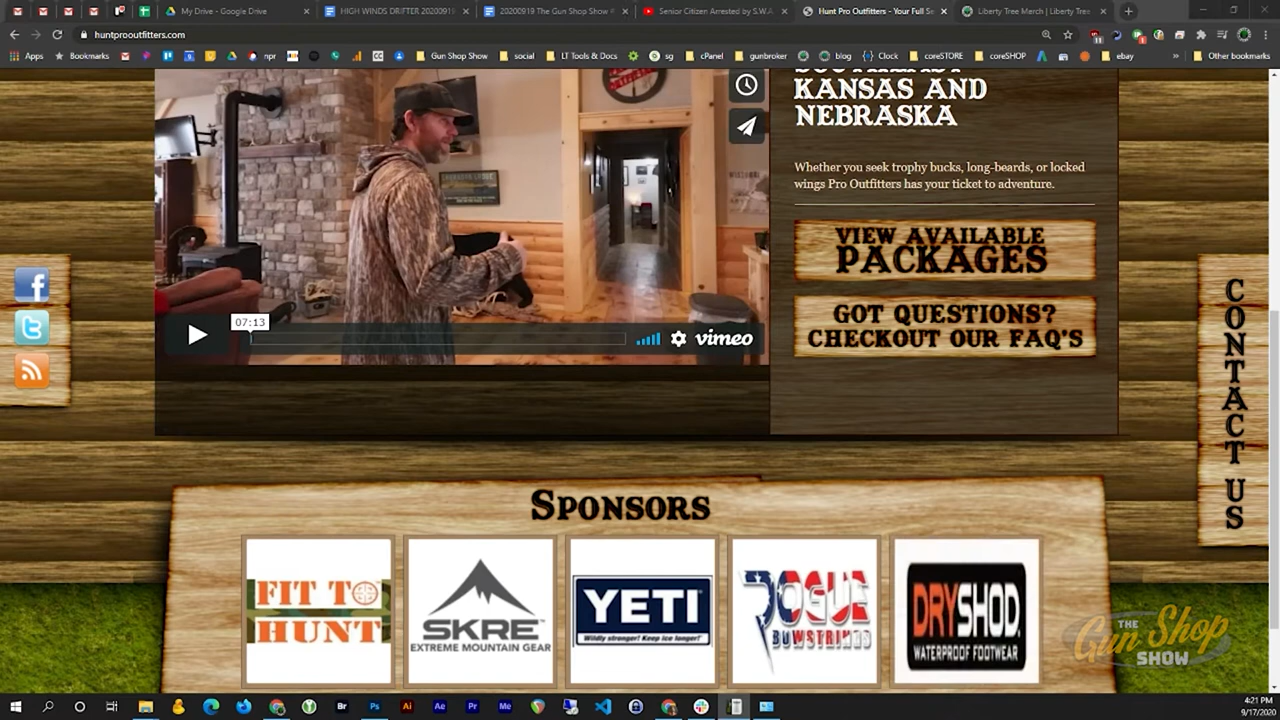 My Drive - Google Drive
HIGH WINDS DRIFTER 20200919
20200919 The Gun Shop Show
Senior Citizen Arrested by S.W.A
Hunt Pro Outfitters - Your Full Se
Liberty Tree Merch | Liberty Tree
huntprooutfitters.com
Apps
Bookmarks
npr
CC
Gun Shop Show
social
LT Tools & Docs
sg
cPanel
gunbroker
blog
Clock
coreSTORE
coreSHOP
ebay
Other bookmarks
KANSAS AND
NEBRASKA
Whether you seek trophy bucks, long-beards, or locked
wings Pro Outfitters has your ticket to adventure.
VIEW AVAILABLE
PACKAGES
GOT QUESTIONS?
CHECKOUT OUR FAQ'S
07:13
vimeo
CONTACT US
SPONSORS
FIT TO
HUNT
SKRE
EXTREME MOUNTAIN GEAR
YETI
Wildly stronger! Keep ice longer!
ROGUE
BOWSTRINGS
DRYSHOD
WATERPROOF FOOTWEAR
THE
Gun Shop
SHOW
4:21 PM
9/17/2020